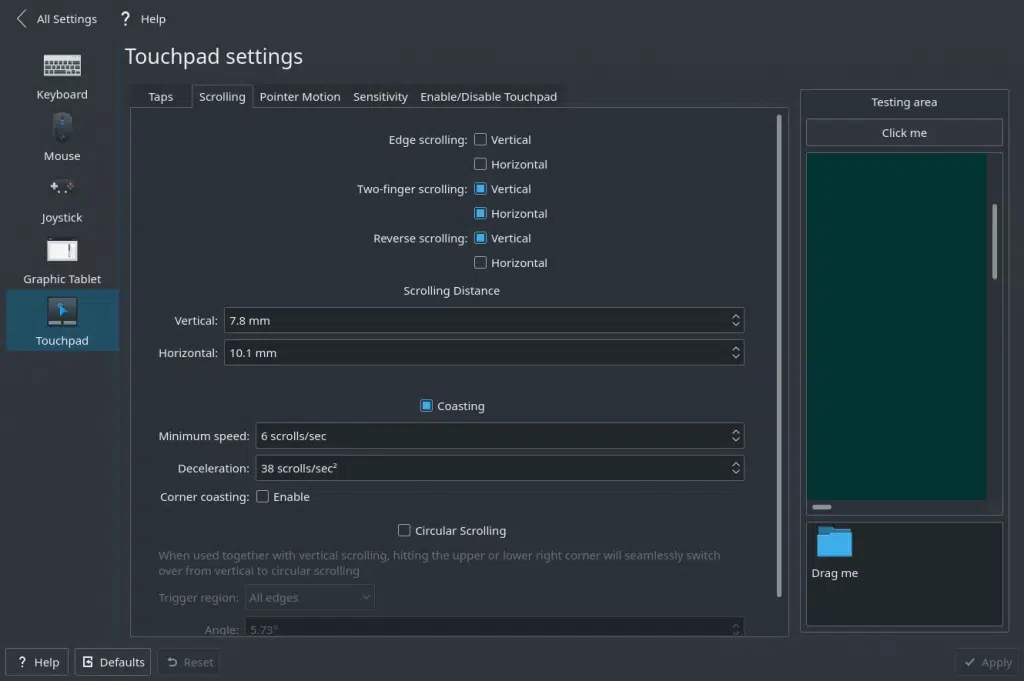 All Settings
? Help
Keyboard
Mouse
Joystick
Graphic Tablet
Touchpad
Touchpad settings
Taps Scrolling Pointer Motion Sensitivity Enable/Disable Touchpad
Edge scrolling: Vertical
Horizontal
Two-finger scrolling: Vertical
Horizontal
Reverse scrolling: Vertical
Horizontal
Scrolling Distance
Vertical: 7.8 mm
Horizontal: 10.1 mm
Coasting
Minimum speed: 6 scrolls/sec
Deceleration: 38 scrolls/sec²
Corner coasting: Enable
Circular Scrolling
When used together with vertical scrolling, hitting the upper or lower right corner will seamlessly switch
over from vertical to circular scrolling
Trigger region: All edges
Angle: 5.73°
Testing area
Click me
Drag me
? Help
Defaults
Reset
Apply